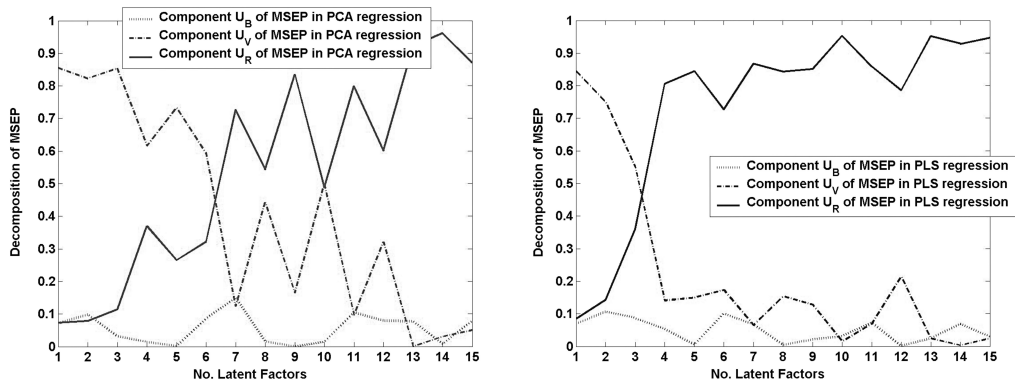 Component U_B of MSEP in PCA regression
Component U_V of MSEP in PCA regression
Component U_R of MSEP in PCA regression
Decomposition of MSEP
1
0.9
0.8
0.7
0.6
0.5
0.4
0.3
0.2
0.1
0
1 2 3 4 5 6 7 8 9 10 11 12 13 14 15
No. Latent Factors
Component U_B of MSEP in PLS regression
Component U_V of MSEP in PLS regression
Component U_R of MSEP in PLS regression
Decomposition of MSEP
1
0.9
0.8
0.7
0.6
0.5
0.4
0.3
0.2
0.1
0
1 2 3 4 5 6 7 8 9 10 11 12 13 14 15
No. Latent Factors